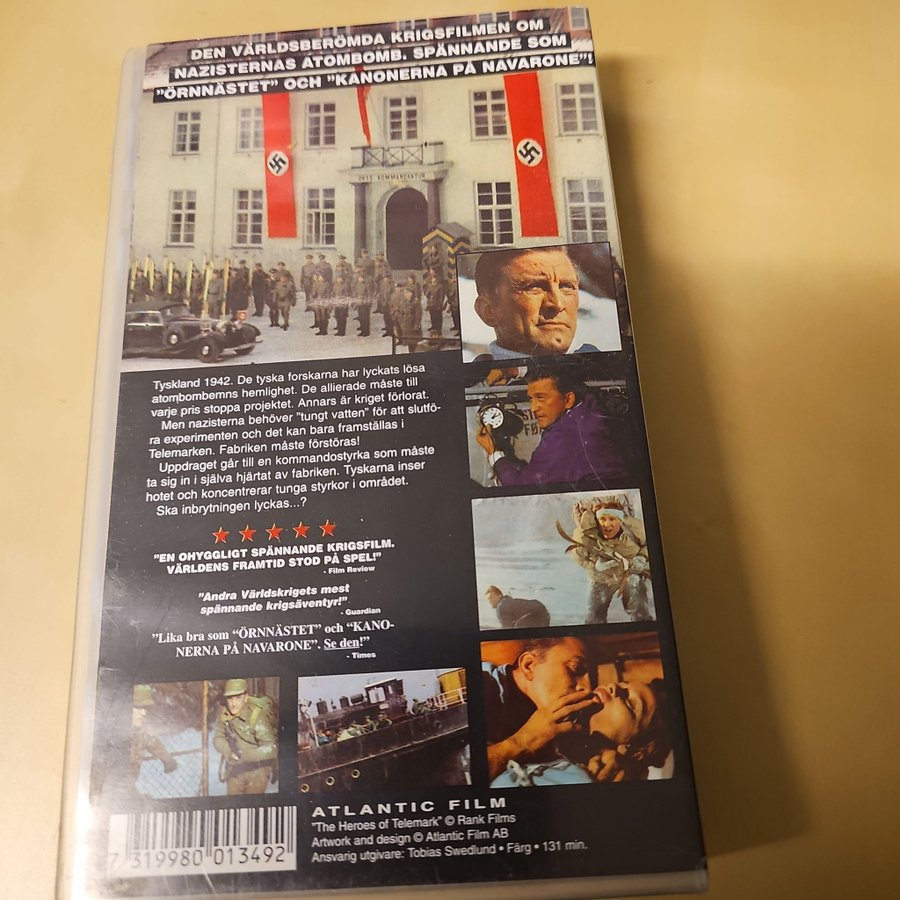 DEN VÄRLDSBERÖMDA KRIGSFILMEN OM
NAZISTERNAS ATOMBOMB. SPÄNNANDE SOM
"ÖRNNÄSTET" OCH "KANONERNA PÅ NAVARONE"!
ORTS KOMMANDANTUR
Tyskland 1942. De tyska forskarna har lyckats lösa
atombombernns hemlighet. De allierade måste till
varje pris stoppa projektet. Annars är kriget förlorat.
Men nazisterna behöver "tungt vatten" för att slutfö-
ra experimenten och det kan bara framställas i
Telemarken. Fabriken måste förstöras!
Uppdraget går till en kommandostyrka som måste
ta sig in i själva hjärtat av fabriken. Tyskarna inser
hotet och koncentrerar tunga styrkor i området.
Ska inbrytningen lyckas...?
"EN OHYGGLIGT SPÄNNANDE KRIGSFILM.
VÄRLDENS FRAMTID STOD PÅ SPEL!"
- Film Review
"Andra Världskrigets mest
spännande krigsäventyr!"
- Guardian
"Lika bra som "ÖRNNÄSTET" och "KANO-
NERNA PÅ NAVARONE". Se den!"
- Times
ATLANTIC FILM
"The Heroes of Telemark" © Rank Films
Artwork and design © Atlantic Film AB
Ansvarig utgivare: Tobias Swedlund • Färg • 131 min.
7 319980 013492